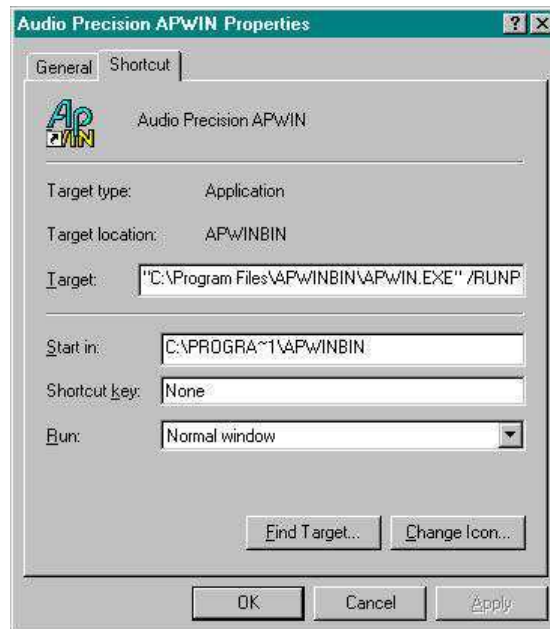 Audio Precision APWIN Properties
General Shortcut
Ap WIN Audio Precision APWIN
Target type: Application
Target location: APWINBIN
Target: "C:\Program Files\APWINBIN\APWIN.EXE" /RUNP
Start in: C:\PROGRA~1\APWINBIN
Shortcut key: None
Run: Normal window
Find Target... Change Icon...
OK Cancel Apply